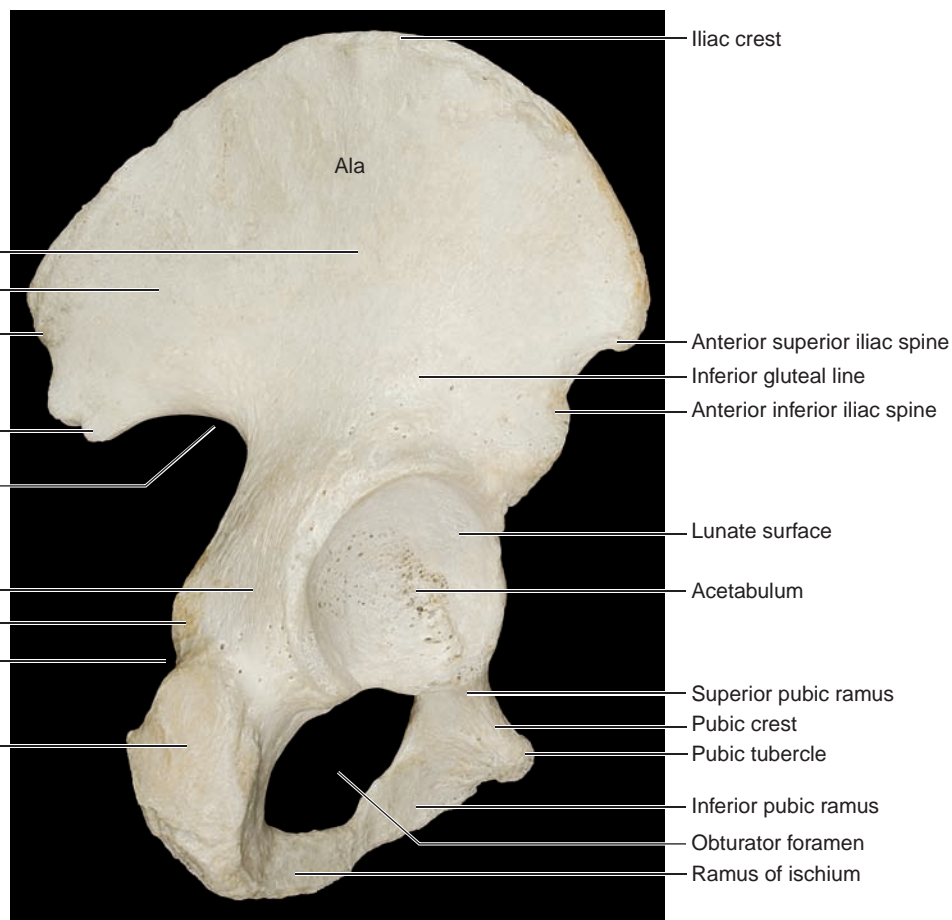 Iliac crest
Ala
Anterior superior iliac spine
Inferior gluteal line
Anterior inferior iliac spine
Lunate surface
Acetabulum
Superior pubic ramus
Pubic crest
Pubic tubercle
Inferior pubic ramus
Obturator foramen
Ramus of ischium